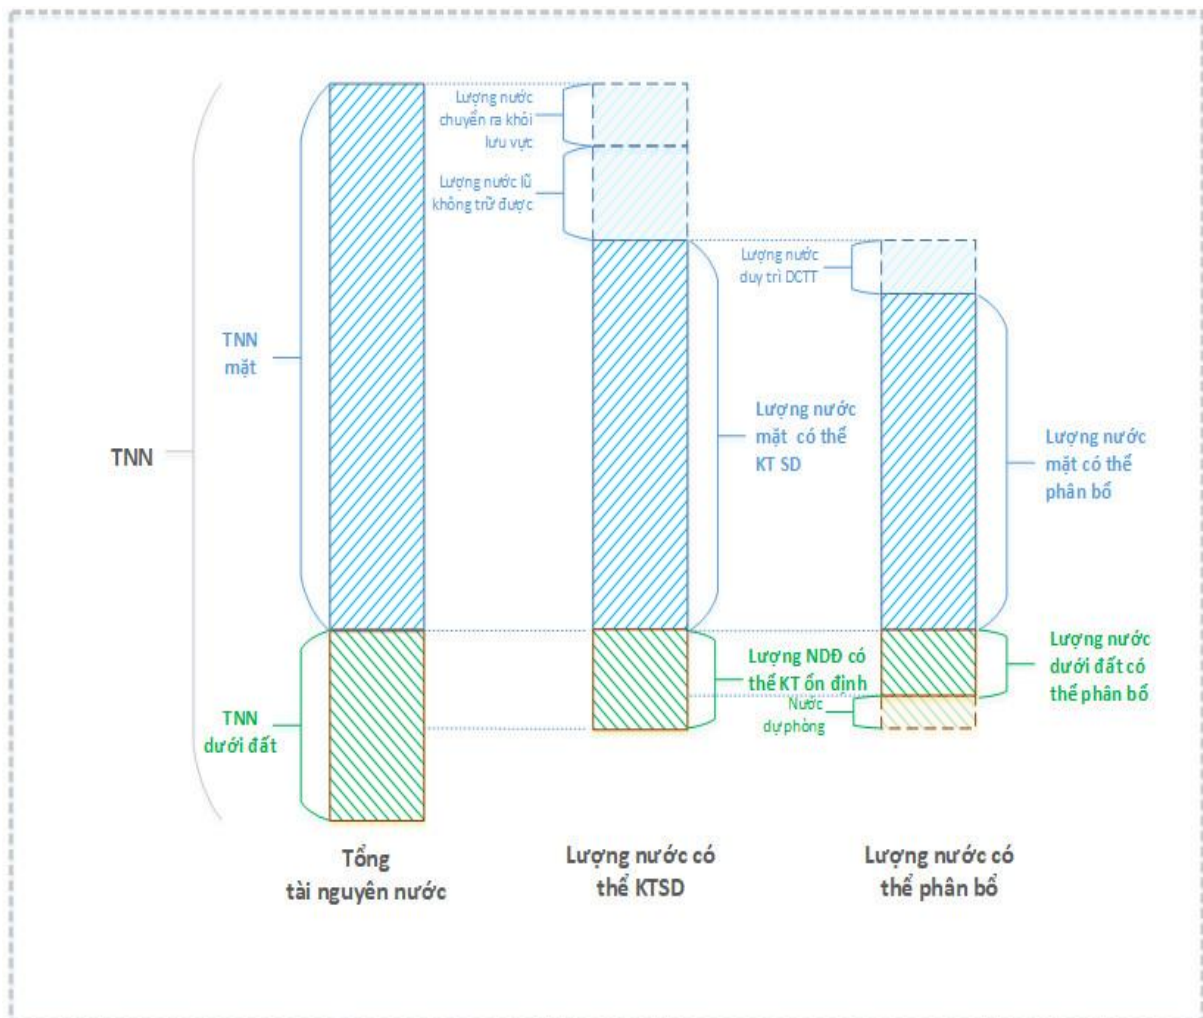 Lượng nước
chuyển ra khỏi
lưu vực
Lượng nước lũ
không trữ được
Lượng nước
duy trì DCTT
TNN
mặt
TNN
Lượng nước
mặt có thể
KT SD
Lượng nước
mặt có thể
phân bổ
Lượng NDĐ có
thể KT ổn định
Nước
dự phòng
Lượng nước
dưới đất có
thể phân bổ
TNN
dưới đất
Tổng
tài nguyên nước
Lượng nước có
thể KTSD
Lượng nước có
thể phân bổ